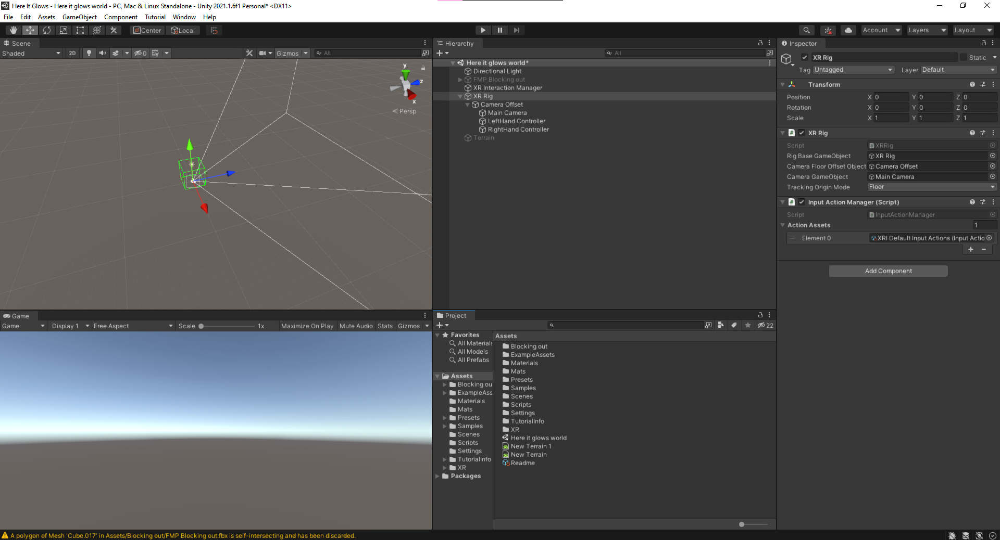 Here It Glows - Here it glows world - PC, Mac & Linux Standalone - Unity 2021.1.6f1 Personal* <DX11>
File Edit Assets GameObject Component Tutorial Window Help
Center Local Account Layers Layout
Scene
Shaded 2D 0 Gizmos All
y
z
x
Persp
Hierarchy
All
Here it glows world*
Directional Light
FMP Blocking out
XR Interaction Manager
XR Rig
Camera Offset
Main Camera
LeftHand Controller
RightHand Controller
Terrain
Inspector
XR Rig Static
Tag Untagged Layer Default
Transform
Position X 0 Y 0 Z 0
Rotation X 0 Y 0 Z 0
Scale X 1 Y 1 Z 1
XR Rig
Script XRRig
Rig Base GameObject XR Rig
Camera Floor Offset Object Camera Offset
Camera GameObject Main Camera
Tracking Origin Mode Floor
Input Action Manager (Script)
Script InputActionManager
Action Assets 1
Element 0 XRI Default Input Actions (Input Actio
+ −
Add Component
Game
Game Display 1 Free Aspect Scale 1x Maximize On Play Mute Audio Stats Gizmos
Project
22
Favorites
All Materials
All Models
All Prefabs
Assets
Blocking ou
ExampleAss
Materials
Mats
Presets
Samples
Scenes
Scripts
Settings
TutorialInfo
XR
Packages
Assets
Blocking out
ExampleAssets
Materials
Mats
Presets
Samples
Scenes
Scripts
Settings
TutorialInfo
XR
Here it glows world
New Terrain 1
New Terrain
Readme
A polygon of Mesh 'Cube.017' in Assets/Blocking out/FMP Blocking out.fbx is self-intersecting and has been discarded.